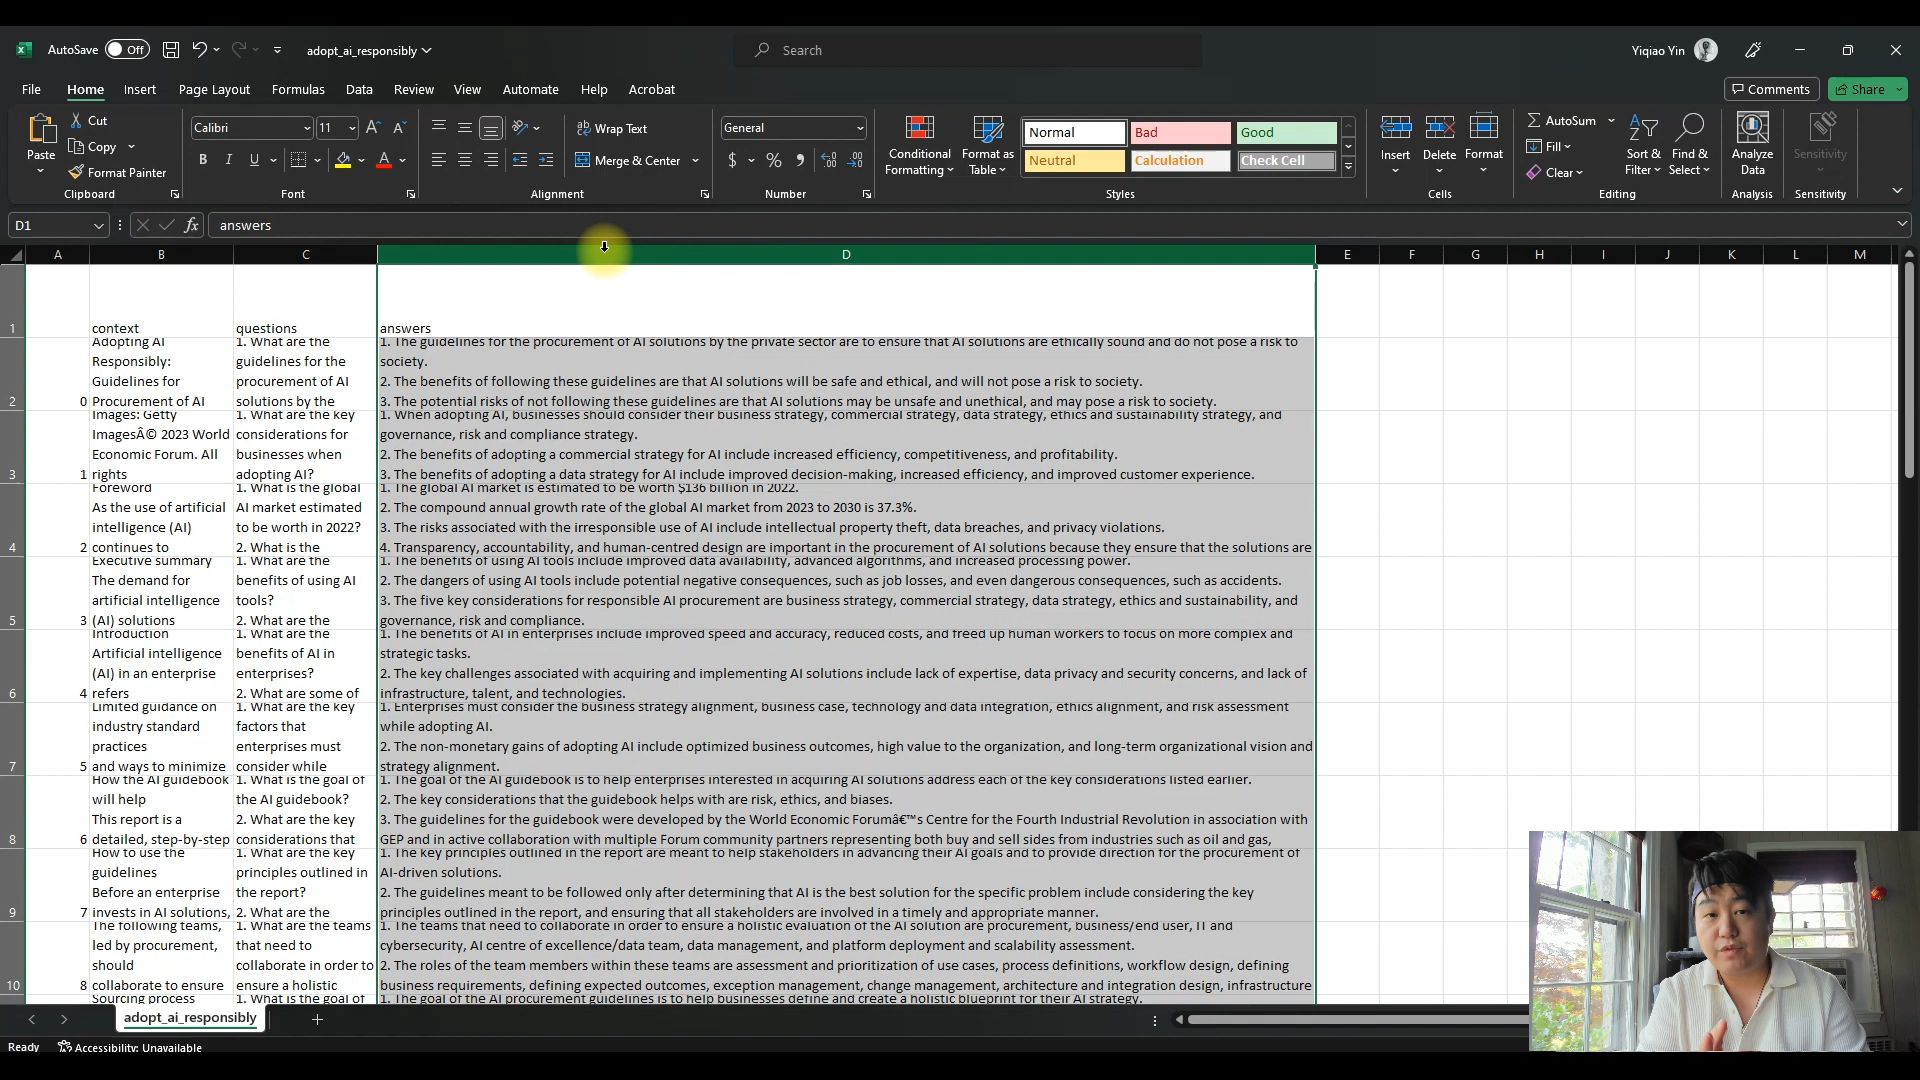 AutoSave Off adopt_ai_responsibly Search Yiqiao Yin
File Home Insert Page Layout Formulas Data Review View Automate Help Acrobat Comments Share
Paste Cut Copy Format Painter Clipboard
Calibri 11 B I U A Font
Wrap Text Merge & Center Alignment
General $ % Number
Conditional Formatting Format as Table
Normal Bad Good
Neutral Calculation Check Cell
Styles
Insert Delete Format Cells
AutoSum Fill Clear Sort & Filter Find & Select Editing
Analyze Data Analysis
Sensitivity Sensitivity
D1 fx answers
A B C D E F G H I J K L M
1 context questions answers
2 0
Adopting AI
Responsibly:
Guidelines for
Procurement of AI
1. What are the
guidelines for the
procurement of AI
solutions by the
1. The guidelines for the procurement of AI solutions by the private sector are to ensure that AI solutions are ethically sound and do not pose a risk to
society.
2. The benefits of following these guidelines are that AI solutions will be safe and ethical, and will not pose a risk to society.
3. The potential risks of not following these guidelines are that AI solutions may be unsafe and unethical, and may pose a risk to society.
3 1
Images: Getty
ImagesÂ© 2023 World
Economic Forum. All
rights
1. What are the key
considerations for
businesses when
adopting AI?
1. When adopting AI, businesses should consider their business strategy, commercial strategy, data strategy, ethics and sustainability strategy, and
governance, risk and compliance strategy.
2. The benefits of adopting a commercial strategy for AI include increased efficiency, competitiveness, and profitability.
3. The benefits of adopting a data strategy for AI include improved decision-making, increased efficiency, and improved customer experience.
4 2
Foreword
As the use of artificial
intelligence (AI)
continues to
1. What is the global
AI market estimated
to be worth in 2022?
2. What is the
1. The global AI market is estimated to be worth $136 billion in 2022.
2. The compound annual growth rate of the global AI market from 2023 to 2030 is 37.3%.
3. The risks associated with the irresponsible use of AI include intellectual property theft, data breaches, and privacy violations.
4. Transparency, accountability, and human-centred design are important in the procurement of AI solutions because they ensure that the solutions are
5 3
Executive summary
The demand for
artificial intelligence
(AI) solutions
1. What are the
benefits of using AI
tools?
2. What are the
1. The benefits of using AI tools include improved data availability, advanced algorithms, and increased processing power.
2. The dangers of using AI tools include potential negative consequences, such as job losses, and even dangerous consequences, such as accidents.
3. The five key considerations for responsible AI procurement are business strategy, commercial strategy, data strategy, ethics and sustainability, and
governance, risk and compliance.
6 4
Introduction
Artificial intelligence
(AI) in an enterprise
refers
1. What are the
benefits of AI in
enterprises?
2. What are some of
1. The benefits of AI in enterprises include improved speed and accuracy, reduced costs, and freed up human workers to focus on more complex and
strategic tasks.
2. The key challenges associated with acquiring and implementing AI solutions include lack of expertise, data privacy and security concerns, and lack of
infrastructure, talent, and technologies.
7 5
Limited guidance on
industry standard
practices
and ways to minimize
1. What are the key
factors that
enterprises must
consider while
1. Enterprises must consider the business strategy alignment, business case, technology and data integration, ethics alignment, and risk assessment
while adopting AI.
2. The non-monetary gains of adopting AI include optimized business outcomes, high value to the organization, and long-term organizational vision and
strategy alignment.
8 6
How the AI guidebook
will help
This report is a
detailed, step-by-step
1. What is the goal of
the AI guidebook?
2. What are the key
considerations that
1. The goal of the AI guidebook is to help enterprises interested in acquiring AI solutions address each of the key considerations listed earlier.
2. The key considerations that the guidebook helps with are risk, ethics, and biases.
3. The guidelines for the guidebook were developed by the World Economic Forumâ€™s Centre for the Fourth Industrial Revolution in association with
GEP and in active collaboration with multiple Forum community partners representing both buy and sell sides from industries such as oil and gas,
9 7
How to use the
guidelines
Before an enterprise
invests in AI solutions,
1. What are the key
principles outlined in
the report?
2. What are the
1. The key principles outlined in the report are meant to help stakeholders in advancing their AI goals and to provide direction for the procurement of
AI-driven solutions.
2. The guidelines meant to be followed only after determining that AI is the best solution for the specific problem include considering the key
principles outlined in the report, and ensuring that all stakeholders are involved in a timely and appropriate manner.
10 8
The following teams,
led by procurement,
should
collaborate to ensure
1. What are the teams
that need to
collaborate in order to
ensure a holistic
1. The teams that need to collaborate in order to ensure a holistic evaluation of the AI solution are procurement, business/end user, IT and
cybersecurity, AI centre of excellence/data team, data management, and platform deployment and scalability assessment.
2. The roles of the team members within these teams are assessment and prioritization of use cases, process definitions, workflow design, defining
business requirements, defining expected outcomes, exception management, change management, architecture and integration design, infrastructure
Sourcing process
1. What is the goal of
1. The goal of the AI procurement guidelines is to help businesses define and create a holistic blueprint for their AI strategy.
adopt_ai_responsibly
Ready Accessibility: Unavailable